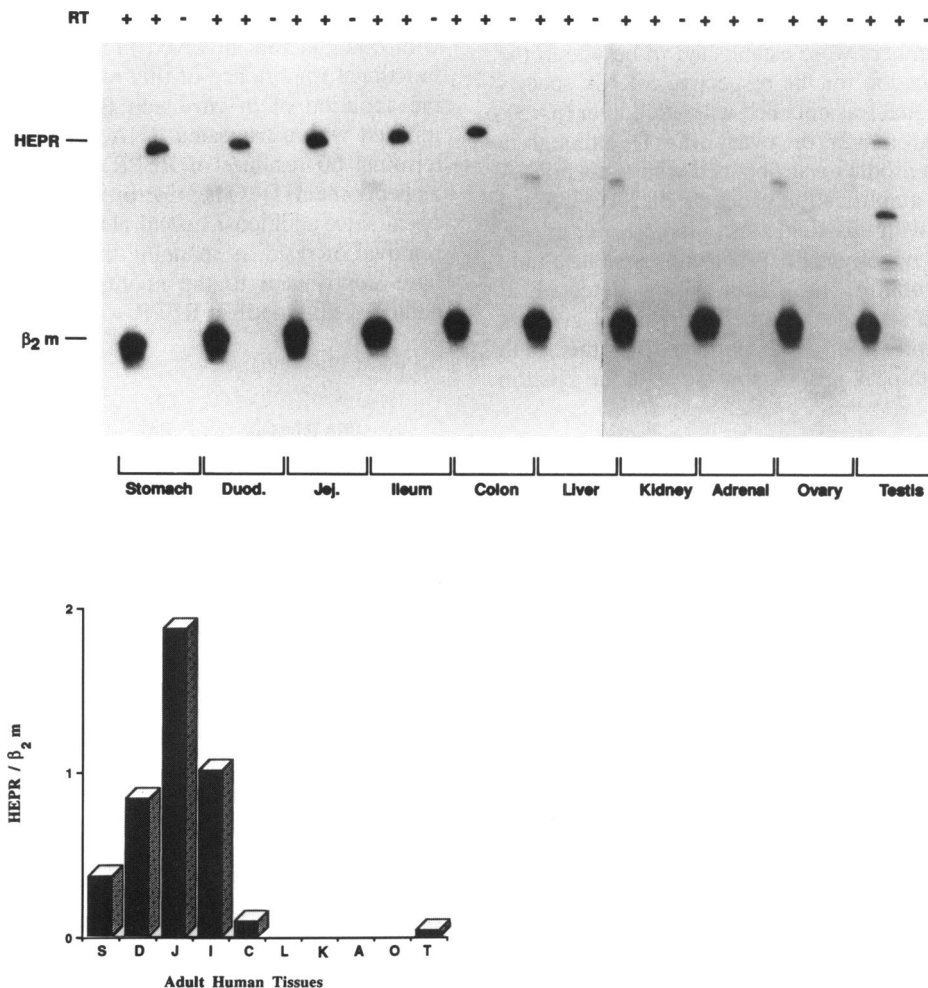 RT + + - + + - + + - + + - + + - + + - + + - + + - + + - + + -
HEPR
β₂ m
Stomach Duod. Jej. Ileum Colon Liver Kidney Adrenal Ovary Testis
HEPR / β₂ m
2
1
0
S D J I C L K A O T
Adult Human Tissues